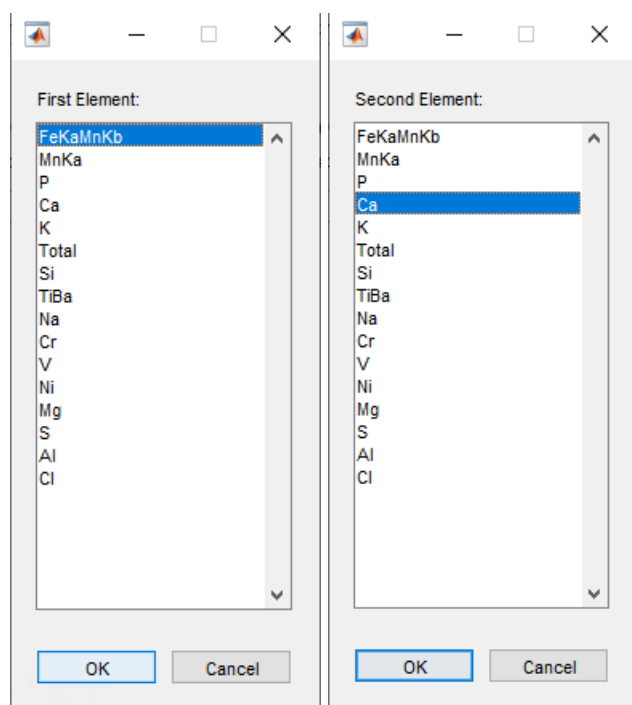 First Element:
FeKaMnKb
MnKa
P
Ca
K
Total
Si
TiBa
Na
Cr
V
Ni
Mg
S
Al
Cl
OK
Cancel
Second Element:
FeKaMnKb
MnKa
P
Ca
K
Total
Si
TiBa
Na
Cr
V
Ni
Mg
S
Al
Cl
OK
Cancel